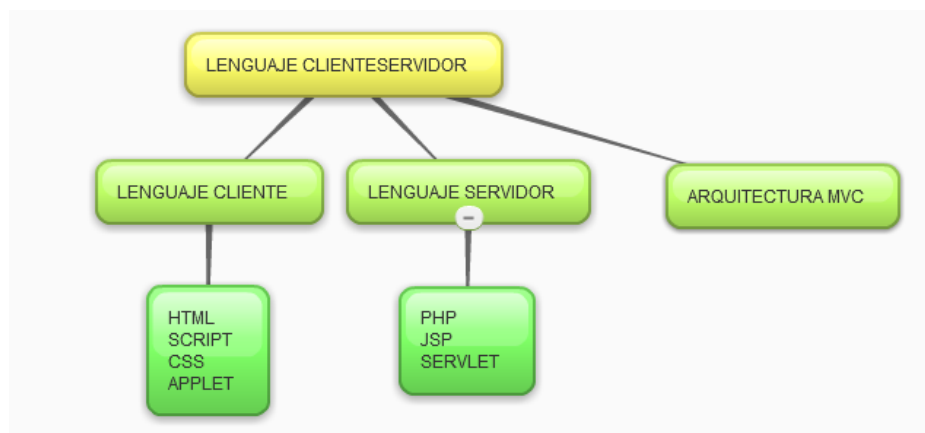 LENGUAJE CLIENTESERVIDOR
LENGUAJE CLIENTE
LENGUAJE SERVIDOR
ARQUITECTURA MVC
HTML
SCRIPT
CSS
APPLET
PHP
JSP
SERVLET